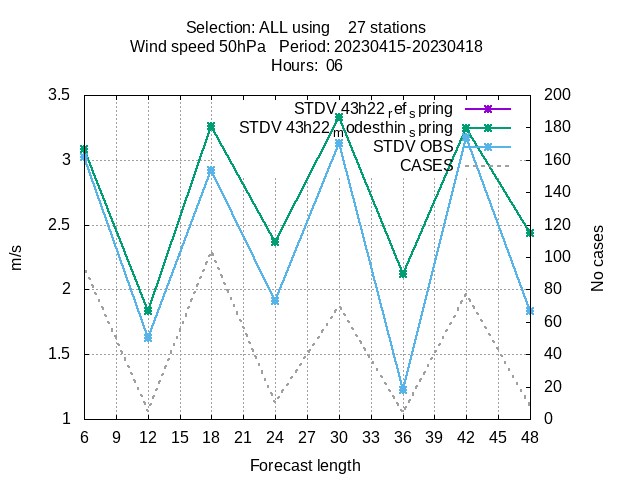 Selection: ALL using 27 stations
Wind speed 50hPa Period: 20230415-20230418
Hours: 06
3.5
3
2.5
2
1.5
1
200
180
160
140
120
100
80
60
40
20
0
STDV 43h22_ref_spring
STDV 43h22_modesthin_spring
STDV OBS
CASES
m/s
No cases
6 9 12 15 18 21 24 27 30 33 36 39 42 45 48
Forecast length